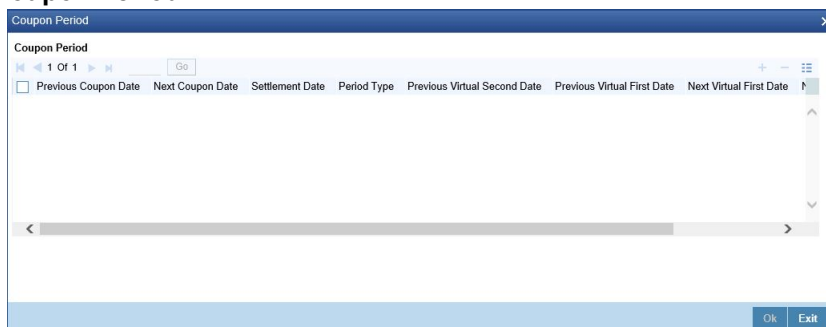 Coupon Period
Coupon Period
1 Of 1 Go
Previous Coupon Date Next Coupon Date Settlement Date Period Type Previous Virtual Second Date Previous Virtual First Date Next Virtual First Date
Ok Exit